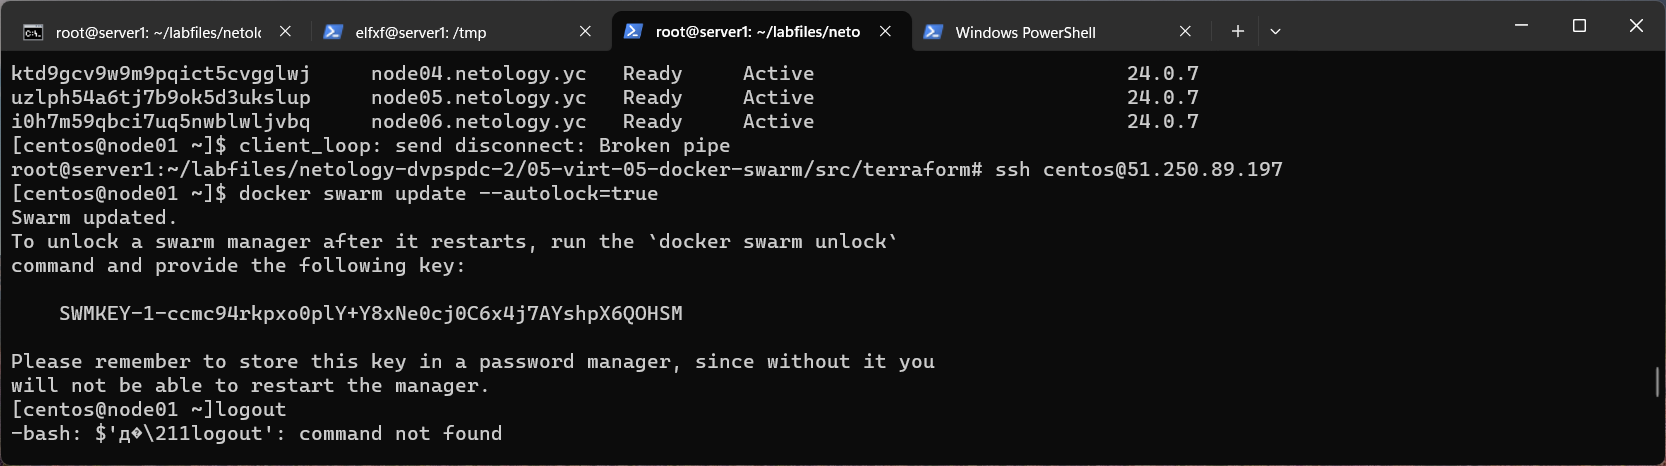 root@server1: ~/labfiles/netolo
elfxf@server1: /tmp
root@server1: ~/labfiles/neto
Windows PowerShell
ktd9gcv9w9m9pqict5cvgglwj node04.netology.yc Ready Active 24.0.7
uzlph54a6tj7b9ok5d3ukslup node05.netology.yc Ready Active 24.0.7
i0h7m59qbci7uq5nwblwljvbq node06.netology.yc Ready Active 24.0.7
[centos@node01 ~]$ client_loop: send disconnect: Broken pipe
root@server1:~/labfiles/netology-dvpspdc-2/05-virt-05-docker-swarm/src/terraform# ssh centos@51.250.89.197
[centos@node01 ~]$ docker swarm update --autolock=true
Swarm updated.
To unlock a swarm manager after it restarts, run the `docker swarm unlock`
command and provide the following key:
SWMKEY-1-ccmc94rkpxo0plY+Y8xNe0cj0C6x4j7AYshpX6QOHSM
Please remember to store this key in a password manager, since without it you
will not be able to restart the manager.
[centos@node01 ~]logout
-bash: $'д�\211logout': command not found